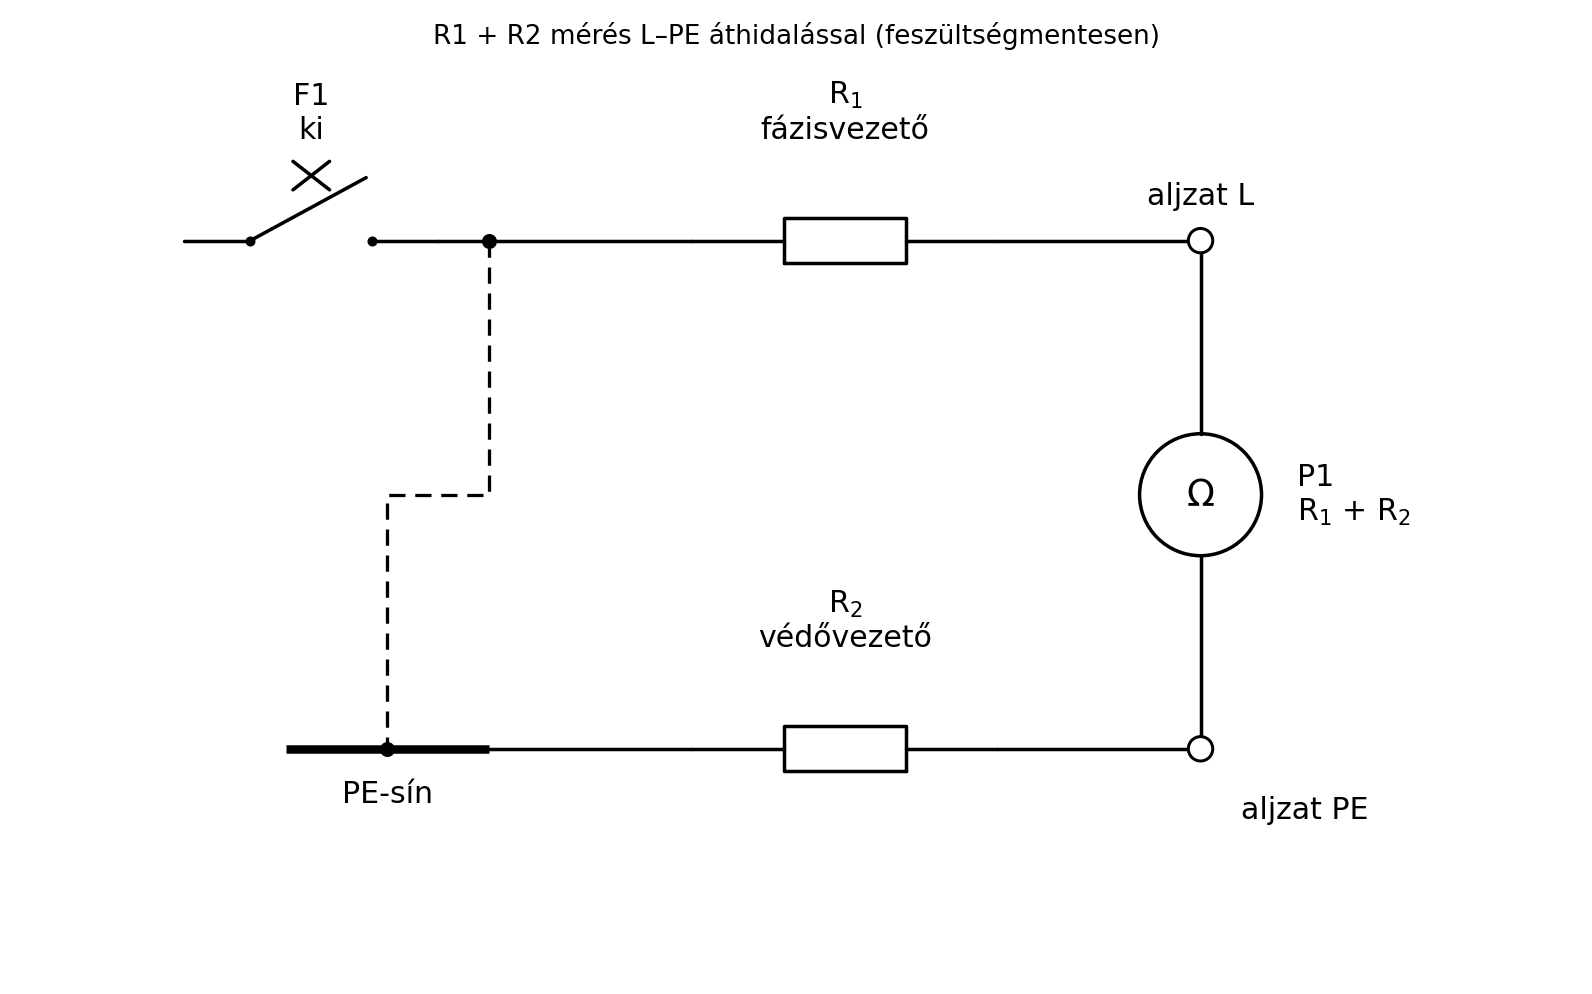 R1 + R2 mérés L–PE áthidalással (feszültségmentesen)
F1
ki
R₁
fázisvezető
aljzat L
Ω
P1
R₁ + R₂
R₂
védővezető
PE-sín
aljzat PE